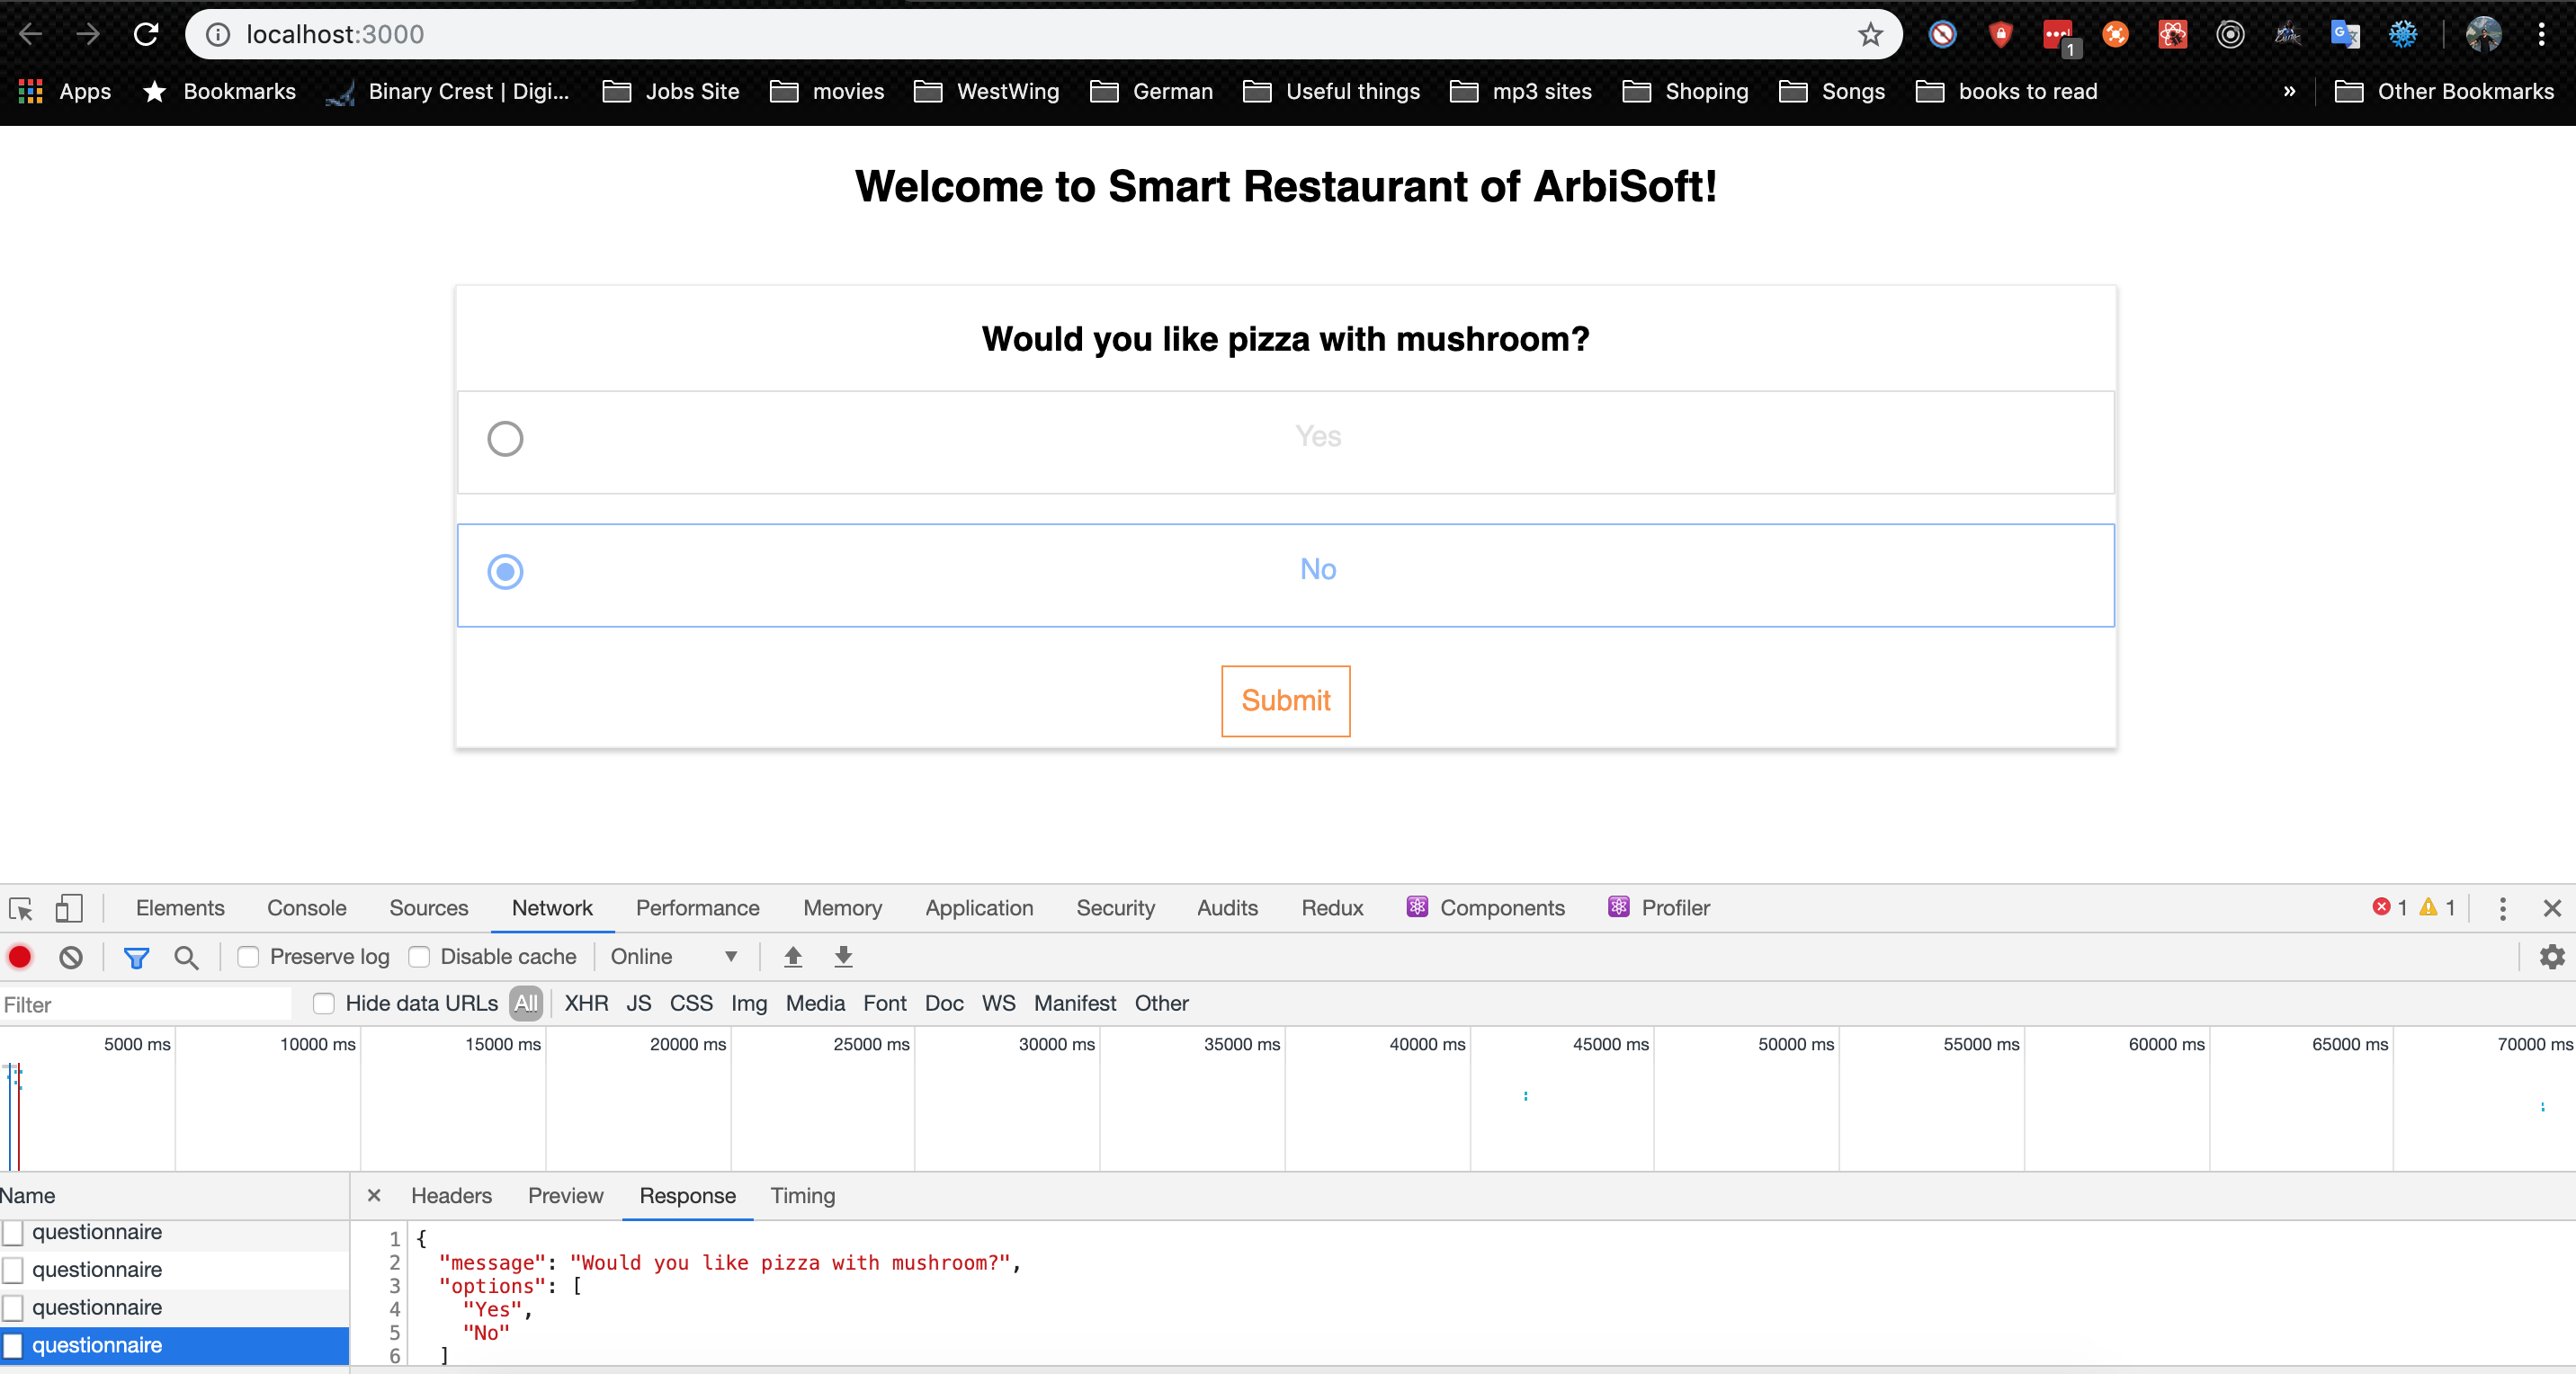 localhost:3000
1
Apps Bookmarks Binary Crest | Digi... Jobs Site movies WestWing German Useful things mp3 sites Shoping Songs books to read » Other Bookmarks
Welcome to Smart Restaurant of ArbiSoft!
Would you like pizza with mushroom?
Yes
No
Submit
Elements Console Sources Network Performance Memory Application Security Audits Redux Components Profiler 1 1
Preserve log Disable cache Online
Filter Hide data URLs All XHR JS CSS Img Media Font Doc WS Manifest Other
5000 ms 10000 ms 15000 ms 20000 ms 25000 ms 30000 ms 35000 ms 40000 ms 45000 ms 50000 ms 55000 ms 60000 ms 65000 ms 70000 ms
Name Headers Preview Response Timing
questionnaire
questionnaire
questionnaire
questionnaire
1 {
2 "message": "Would you like pizza with mushroom?",
3 "options": [
4 "Yes",
5 "No"
6 ]